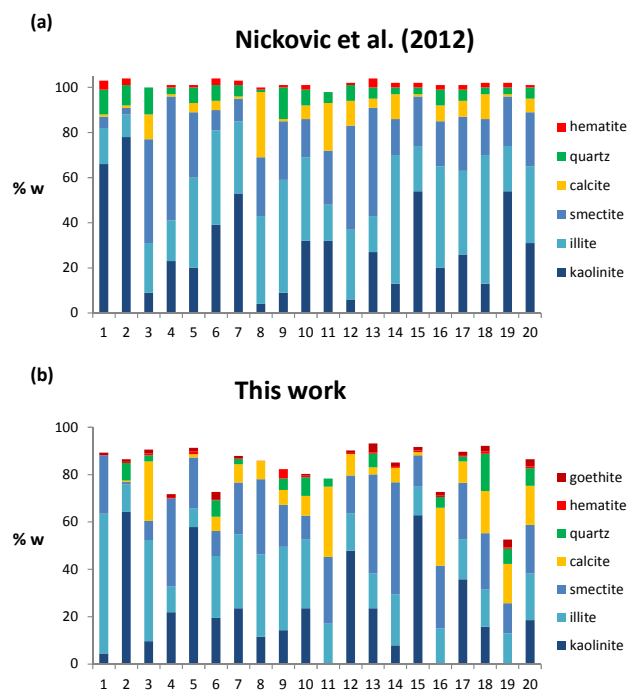 (a)
Nickovic et al. (2012)
100
80
60
% w
40
20
0
1 2 3 4 5 6 7 8 9 10 11 12 13 14 15 16 17 18 19 20
hematite
quartz
calcite
smectite
illite
kaolinite
(b)
This work
100
80
60
% w
40
20
0
1 2 3 4 5 6 7 8 9 10 11 12 13 14 15 16 17 18 19 20
goethite
hematite
quartz
calcite
smectite
illite
kaolinite